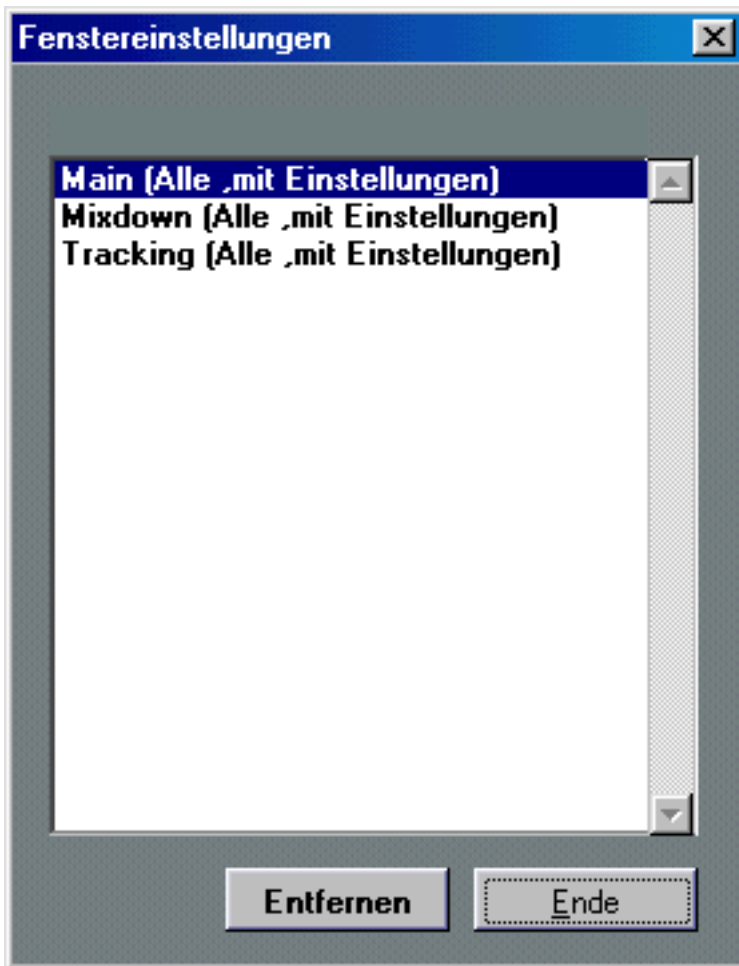 Fenstereinstellungen
Main (Alle ,mit Einstellungen)
Mixdown (Alle ,mit Einstellungen)
Tracking (Alle ,mit Einstellungen)
Entfernen
Ende